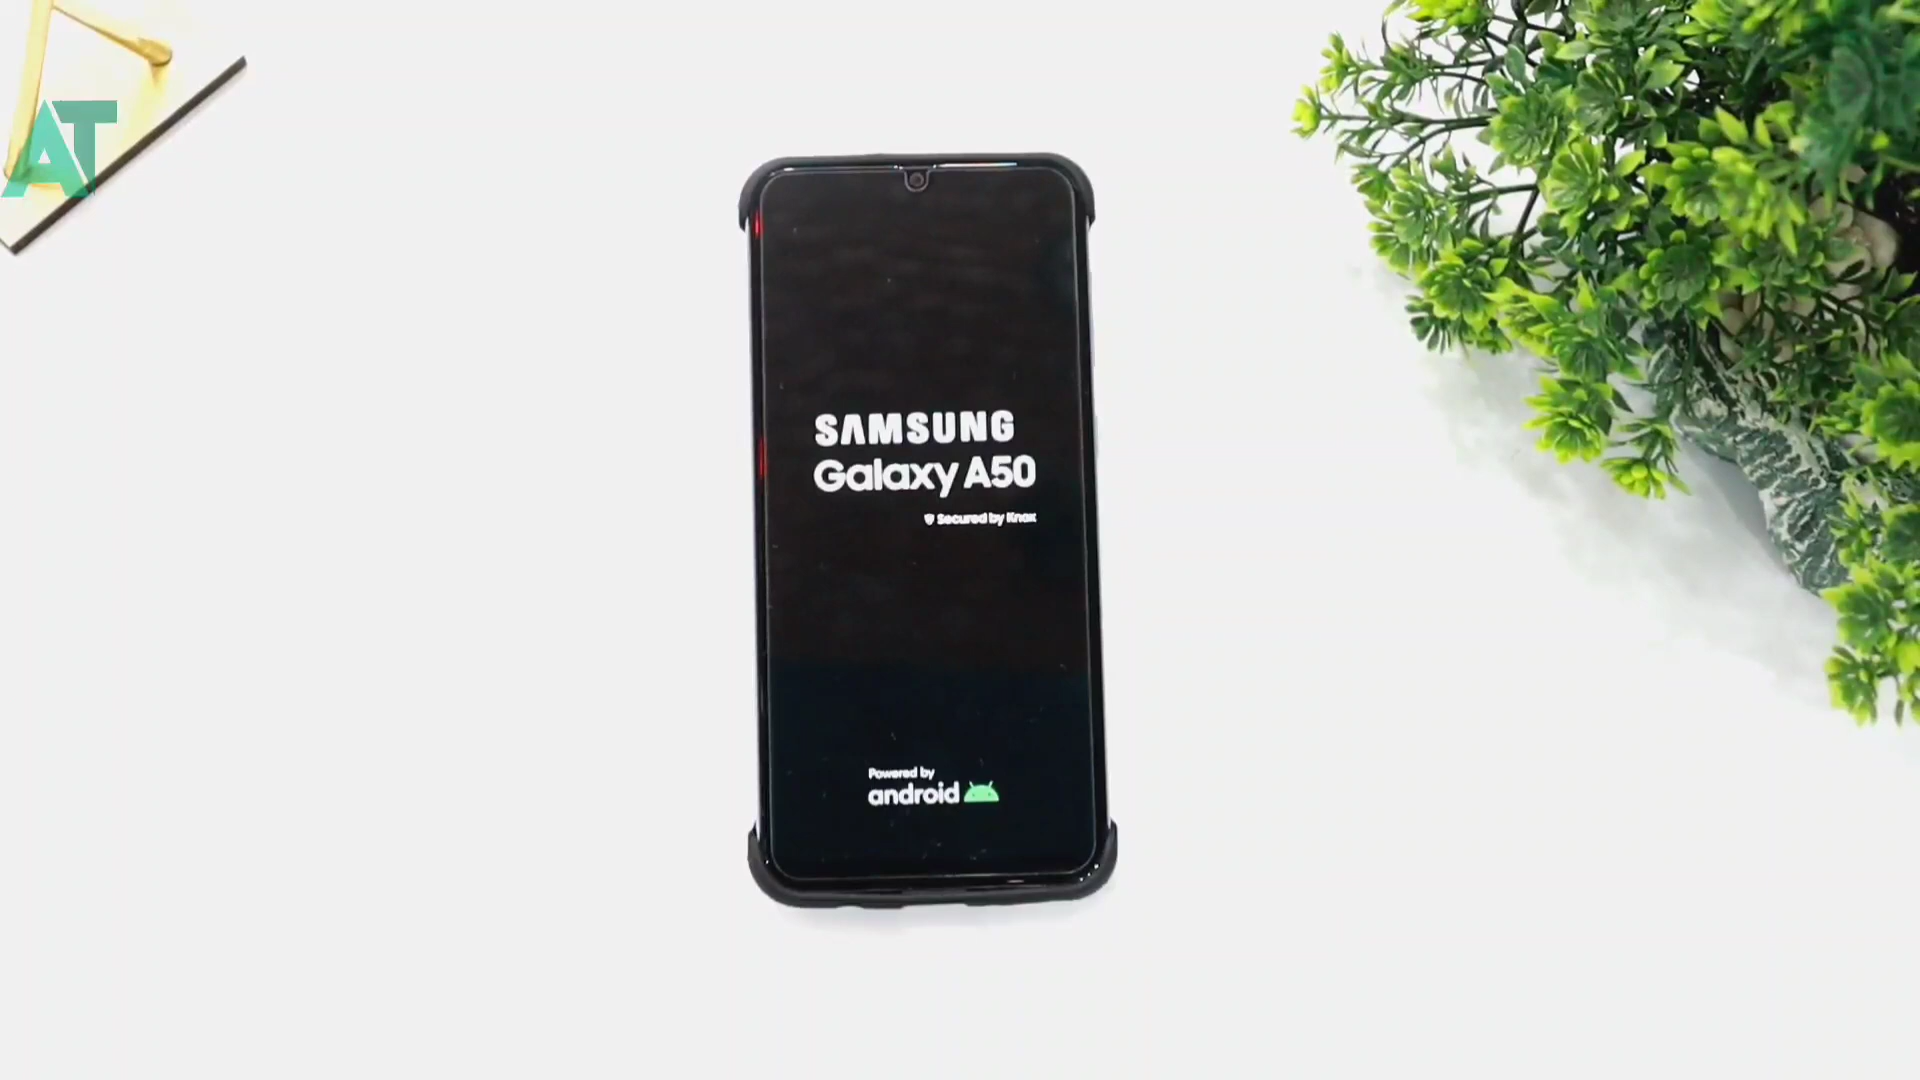 AT
SAMSUNG
Galaxy A50
Secured by Knox
Powered by
android